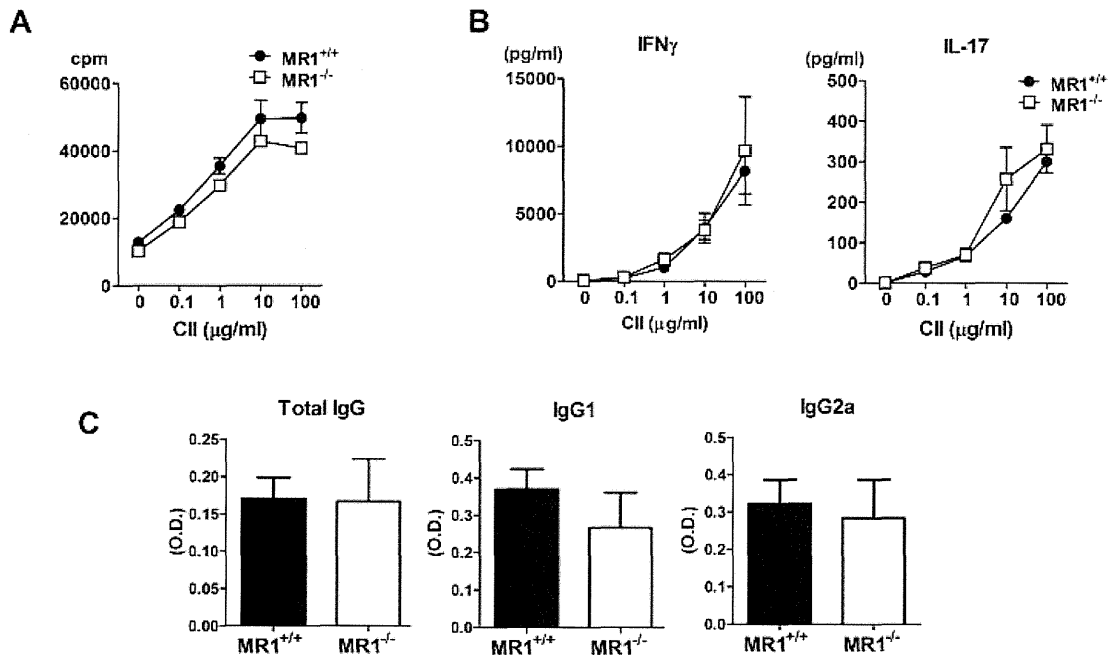 A
cpm
MR1+/+
MR1-/-
60000
40000
20000
0
0 0.1 1 10 100
CII (μg/ml)
B
IFNγ
(pg/ml)
15000
10000
5000
0
0 0.1 1 10 100
CII (μg/ml)
IL-17
(pg/ml)
MR1+/+
MR1-/-
500
400
300
200
100
0
0 0.1 1 10 100
CII (μg/ml)
C
Total IgG
(O.D.)
0.25
0.20
0.15
0.10
0.05
0.00
MR1+/+ MR1-/-
IgG1
(O.D.)
0.5
0.4
0.3
0.2
0.1
0.0
MR1+/+ MR1-/-
IgG2a
(O.D.)
0.5
0.4
0.3
0.2
0.1
0.0
MR1+/+ MR1-/-